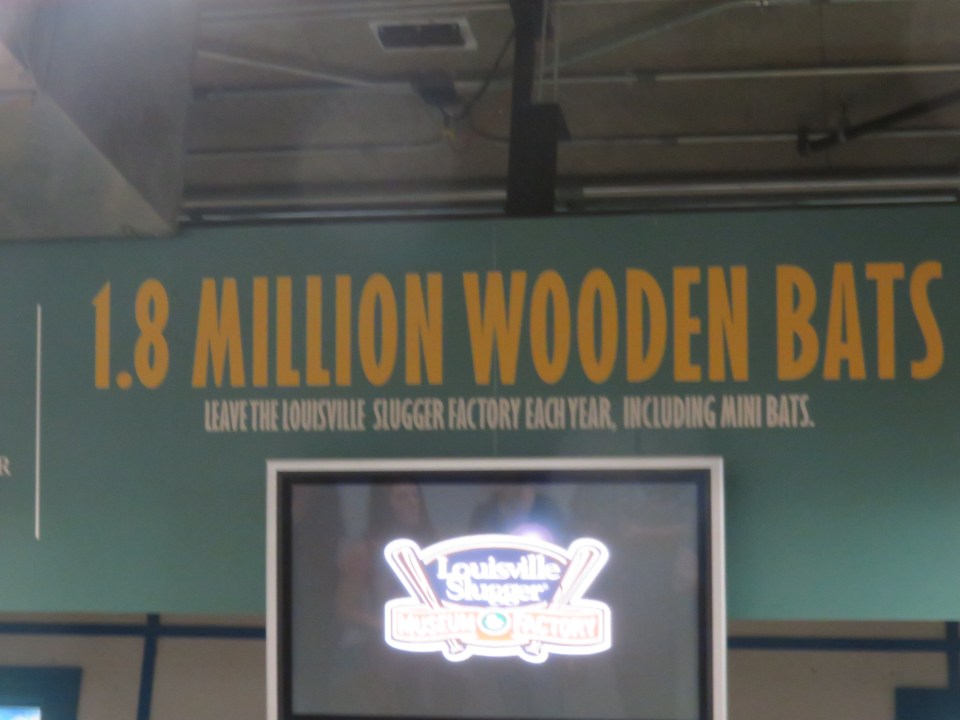 1.8 MILLION WOODEN BATS
LEAVE THE LOUISVILLE SLUGGER FACTORY EACH YEAR, INCLUDING MINI BATS.
R
Louisville
Slugger
MUSEUM FACTORY